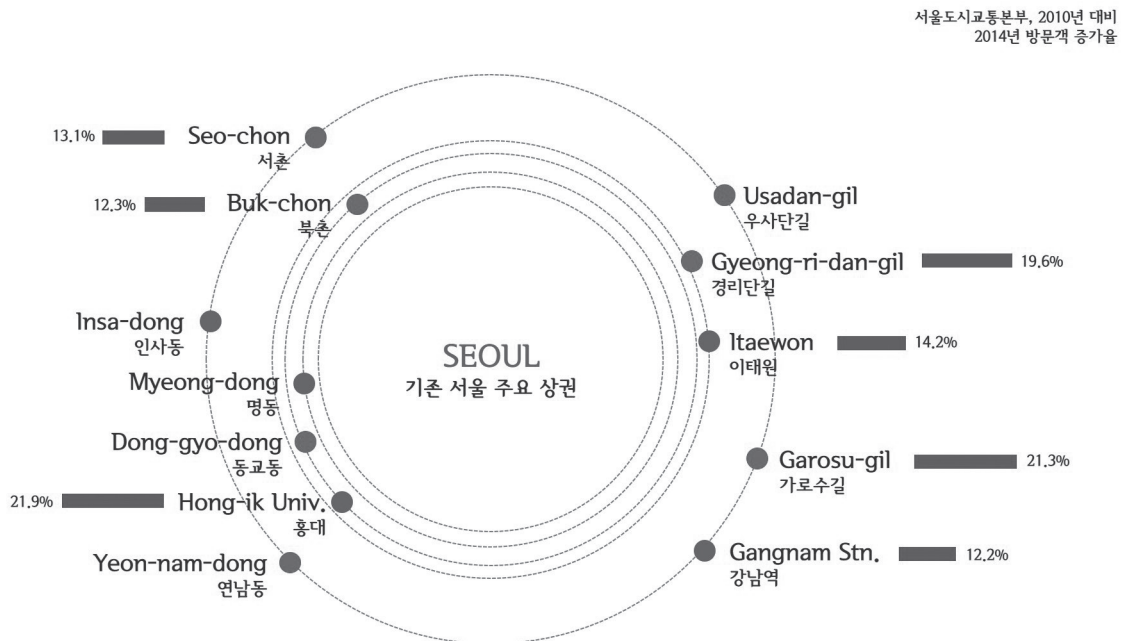 서울도시교통본부, 2010년 대비
2014년 방문객 증가율
13.1%
Seo-chon
서촌
12.3%
Buk-chon
북촌
Insa-dong
인사동
Myeong-dong
명동
Dong-gyo-dong
동교동
21.9%
Hong-ik Univ.
홍대
Yeon-nam-dong
연남동
SEOUL
기존 서울 주요 상권
Usadan-gil
우사단길
Gyeong-ri-dan-gil
경리단길
19.6%
Itaewon
이태원
14.2%
Garosu-gil
가로수길
21.3%
Gangnam Stn.
강남역
12.2%